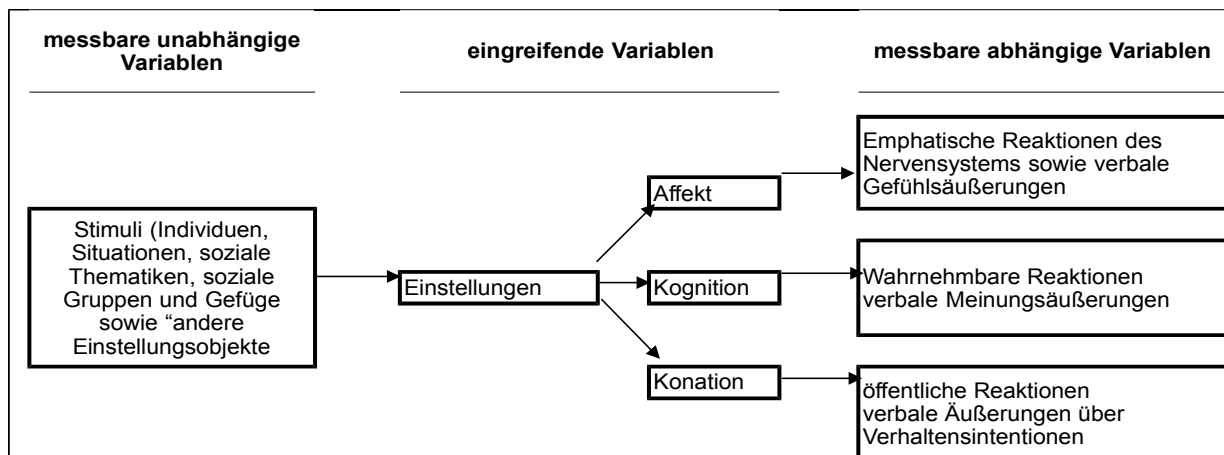 messbare unabhängige
Variablen
eingreifende Variablen
messbare abhängige Variablen
Stimuli (Individuen,
Situationen, soziale
Thematiken, soziale
Gruppen und Gefüge
sowie “andere
Einstellungsobjekte
Einstellungen
Affekt
Kognition
Konation
Emphatische Reaktionen des
Nervensystems sowie verbale
Gefühlsäußerungen
Wahrnehmbare Reaktionen
verbale Meinungsäußerungen
öffentliche Reaktionen
verbale Äußerungen über
Verhaltensintentionen